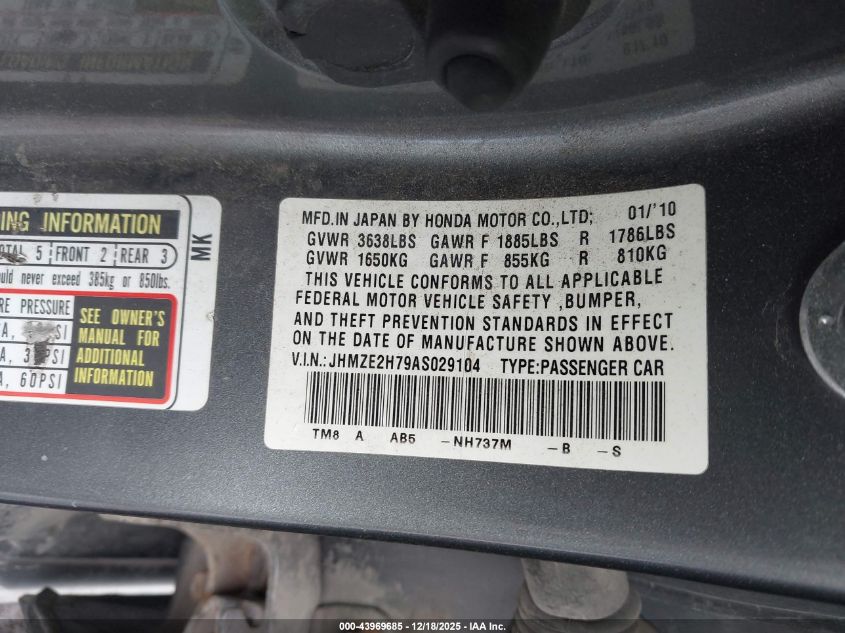 ING INFORMATION
TOTAL 5 FRONT 2 REAR 3
uld never exceed 385kg or 850lbs.
RE PRESSURE
SEE OWNER'S
MANUAL FOR
ADDITIONAL
INFORMATION
A, 60PSI
MK
MFD.IN JAPAN BY HONDA MOTOR CO.,LTD; 01/'10
GVWR 3638LBS GAWR F 1885LBS R 1786LBS
GVWR 1650KG GAWR F 855KG R 810KG
THIS VEHICLE CONFORMS TO ALL APPLICABLE
FEDERAL MOTOR VEHICLE SAFETY ,BUMPER,
AND THEFT PREVENTION STANDARDS IN EFFECT
ON THE DATE OF MANUFACTURE SHOWN ABOVE.
V.I.N.: JHMZE2H79AS029104 TYPE:PASSENGER CAR
TM8 A AB5 -NH737M -B -S
000-43969685 - 12/18/2025 - IAA Inc.